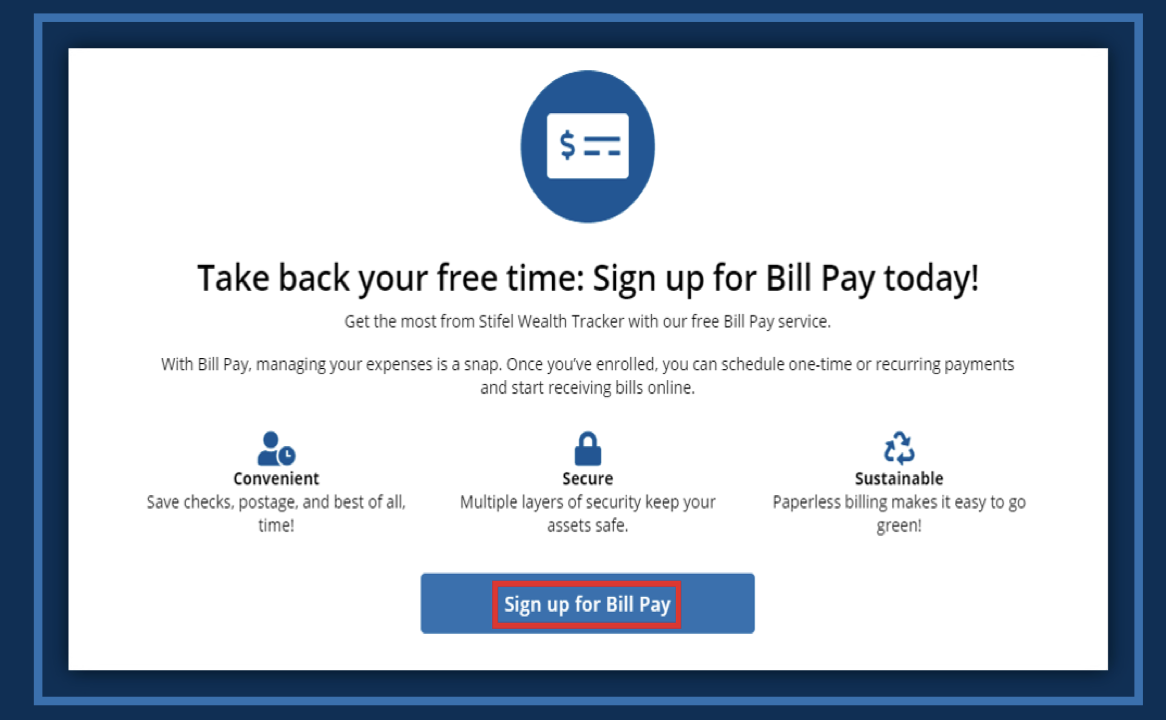 $
Take back your free time: Sign up for Bill Pay today!
Get the most from Stifel Wealth Tracker with our free Bill Pay service.
With Bill Pay, managing your expenses is a snap. Once you’ve enrolled, you can schedule one-time or recurring payments
and start receiving bills online.
Convenient
Save checks, postage, and best of all,
time!
Secure
Multiple layers of security keep your
assets safe.
Sustainable
Paperless billing makes it easy to go
green!
Sign up for Bill Pay